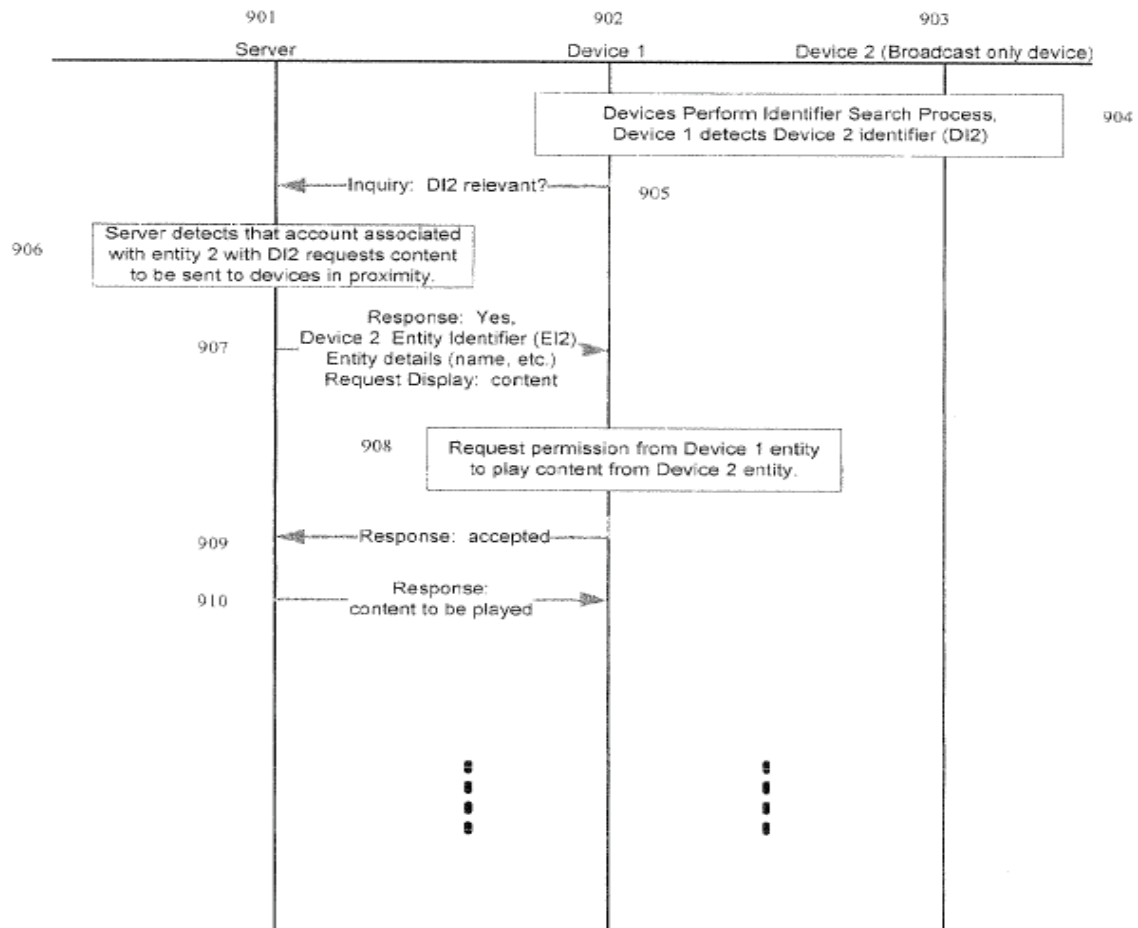 901
902
903
Server
Device 1
Device 2 (Broadcast only device)
Devices Perform Identifier Search Process,
Device 1 detects Device 2 identifier (DI2)
904
Inquiry: DI2 relevant?
905
906
Server detects that account associated
with entity 2 with DI2 requests content
to be sent to devices in proximity.
907
Response: Yes,
Device 2 Entity Identifier (EI2)
Entity details (name, etc.)
Request Display: content
908
Request permission from Device 1 entity
to play content from Device 2 entity.
909
Response: accepted
910
Response:
content to be played